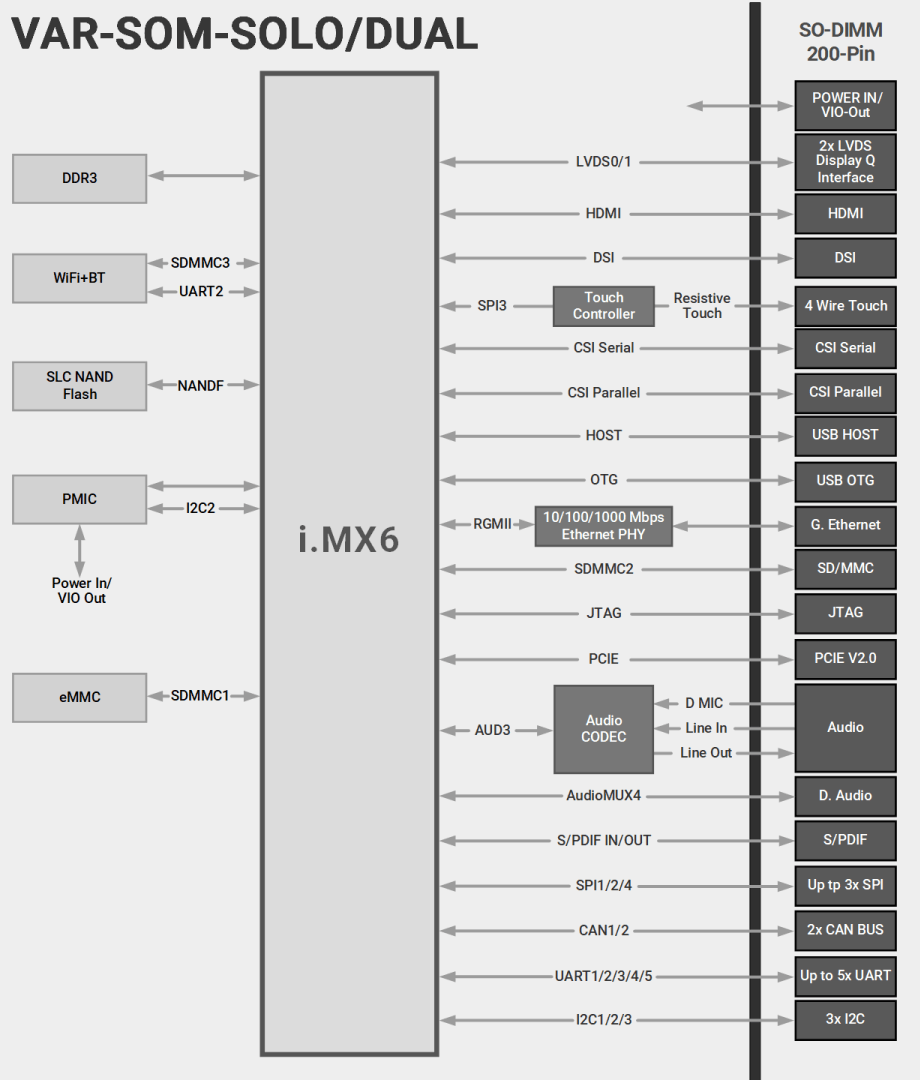 VAR-SOM-SOLO/DUAL
SO-DIMM
200-Pin
POWER IN/
VIO-Out
LVDS0/1
2x LVDS
Display Q
Interface
DDR3
HDMI
HDMI
DSI
DSI
WiFi+BT
SDMMC3
UART2
SPI3
Touch
Controller
Resistive
Touch
4 Wire Touch
CSI Serial
CSI Serial
SLC NAND
Flash
NANDF
CSI Parallel
CSI Parallel
HOST
USB HOST
OTG
USB OTG
PMIC
I2C2
Power In/
VIO Out
i.MX6
RGMII
10/100/1000 Mbps
Ethernet PHY
G. Ethernet
SDMMC2
SD/MMC
JTAG
JTAG
PCIE
PCIE V2.0
eMMC
SDMMC1
AUD3
Audio
CODEC
D MIC
Line In
Line Out
Audio
AudioMUX4
D. Audio
S/PDIF IN/OUT
S/PDIF
SPI1/2/4
Up tp 3x SPI
CAN1/2
2x CAN BUS
UART1/2/3/4/5
Up to 5x UART
I2C1/2/3
3x I2C